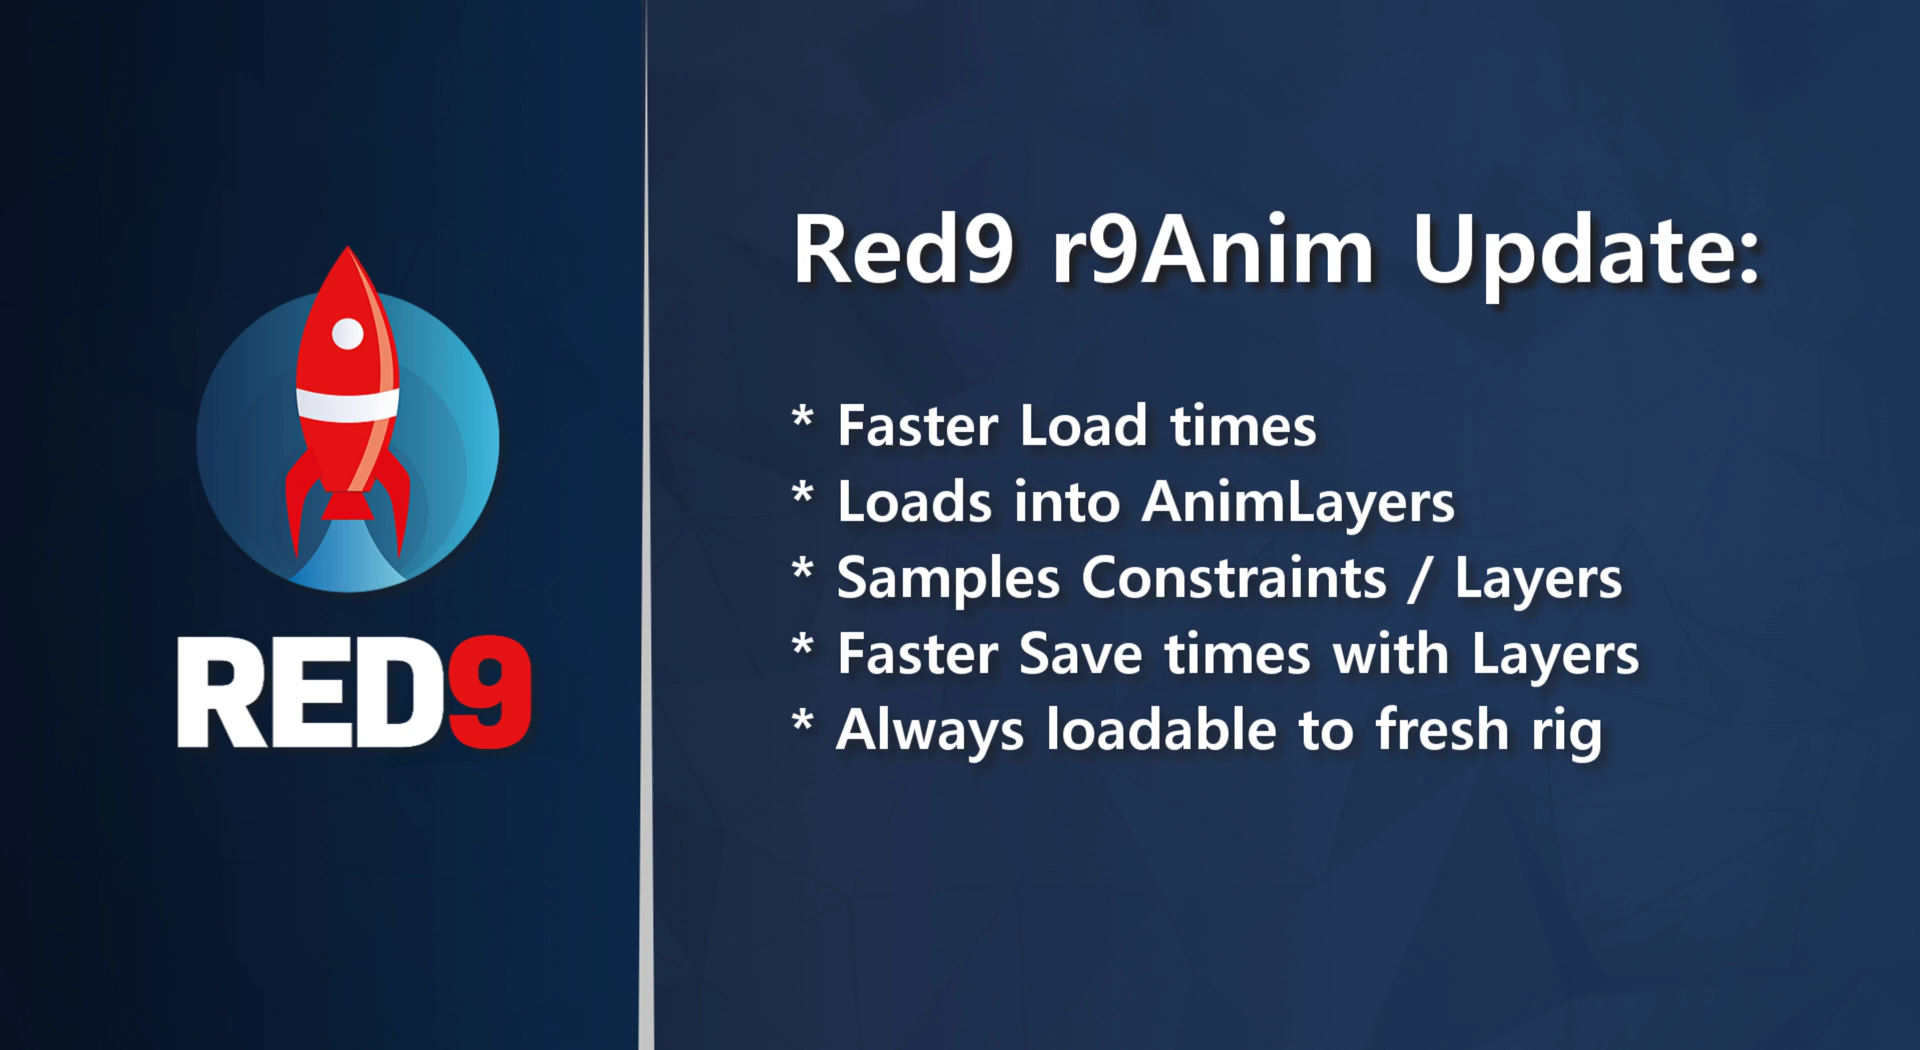 RED9
Red9 r9Anim Update:
* Faster Load times
* Loads into AnimLayers
* Samples Constraints / Layers
* Faster Save times with Layers
* Always loadable to fresh rig